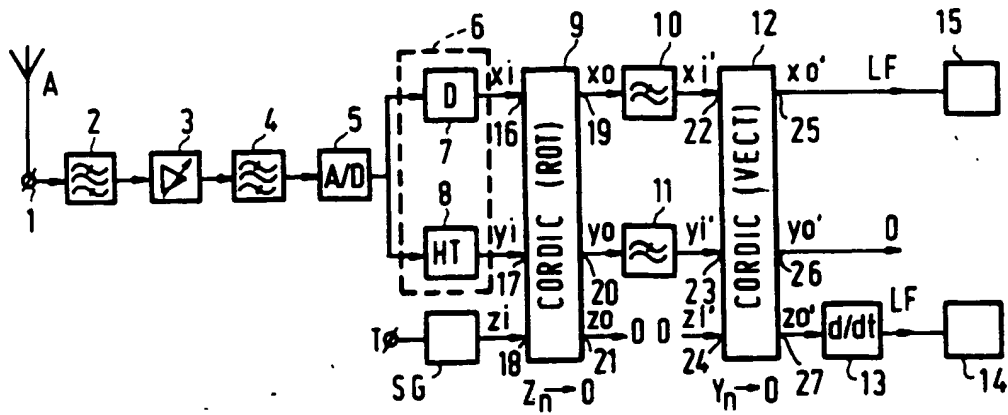 6
9
10
12
15
A
2
3
4
5
D
7
xi
16
xo
19
xi'
22
xo'
25
LF
1
A/D
8
HT
yi
17
CORDIC (ROT)
yo
20
11
yi'
23
CORDIC (VECT)
yo'
26
0
T
SG
zi
18
zo
21
0
0
zi'
24
zo'
27
d/dt
13
LF
14
Zn→0
Yn→0